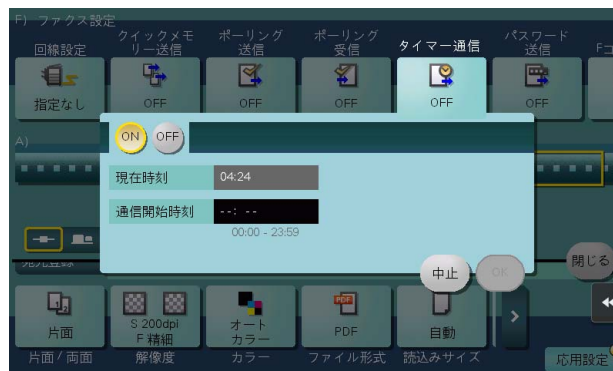 F) ファクス設定
回線設定
クイックメモ
リー送信
ポーリング
送信
ポーリング
受信
タイマー通信
パスワード
送信
Fコ
指定なし
OFF
OFF
OFF
OFF
OFF
A)
ON OFF
現在時刻 04:24
通信開始時刻 --: --
00:00 - 23:59
中止 OK
閉じる
片面
S 200dpi
F 精細
オート
カラー
PDF
PDF
自動
片面 / 両面
解像度
カラー
ファイル形式
読込みサイズ
応用設定